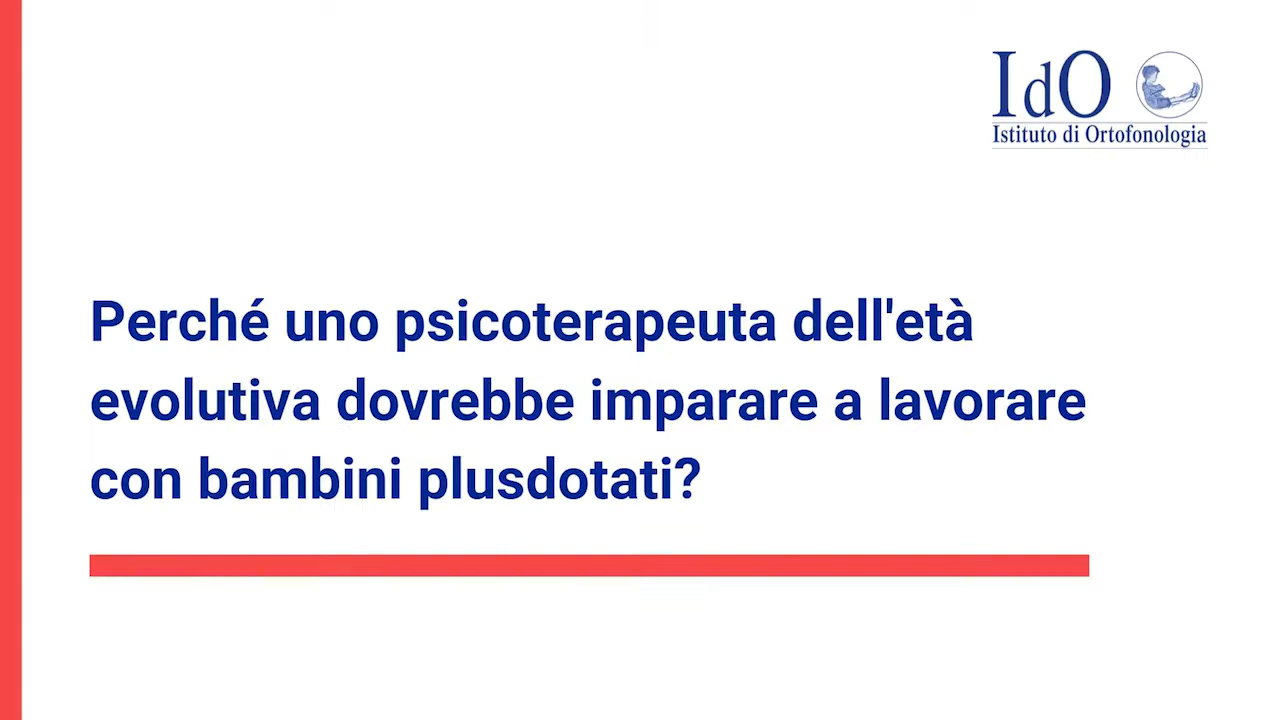 IdO
Istituto di Ortofonologia
Perché uno psicoterapeuta dell'età
evolutiva dovrebbe imparare a lavorare
con bambini plusdotati?